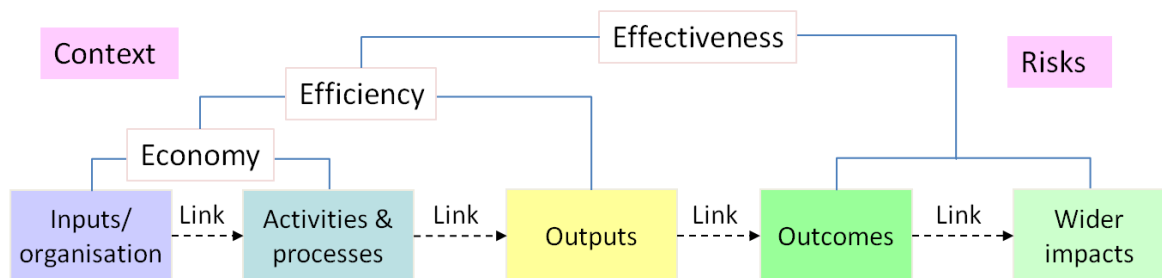 Effectiveness
Context
Risks
Efficiency
Economy
Inputs/
organisation
Link
Activities &
processes
Link
Outputs
Link
Outcomes
Link
Wider
impacts